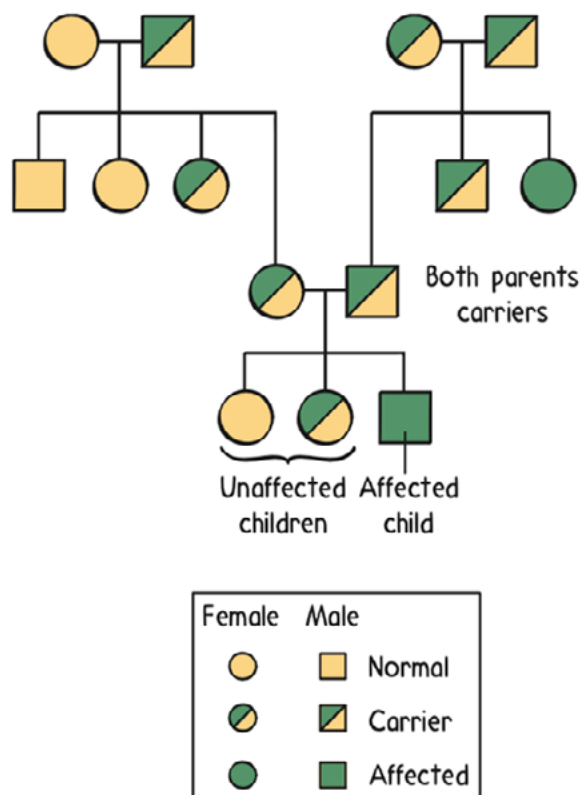 Both parents
carriers
Unaffected Affected
children child
Female Male
Normal
Carrier
Affected